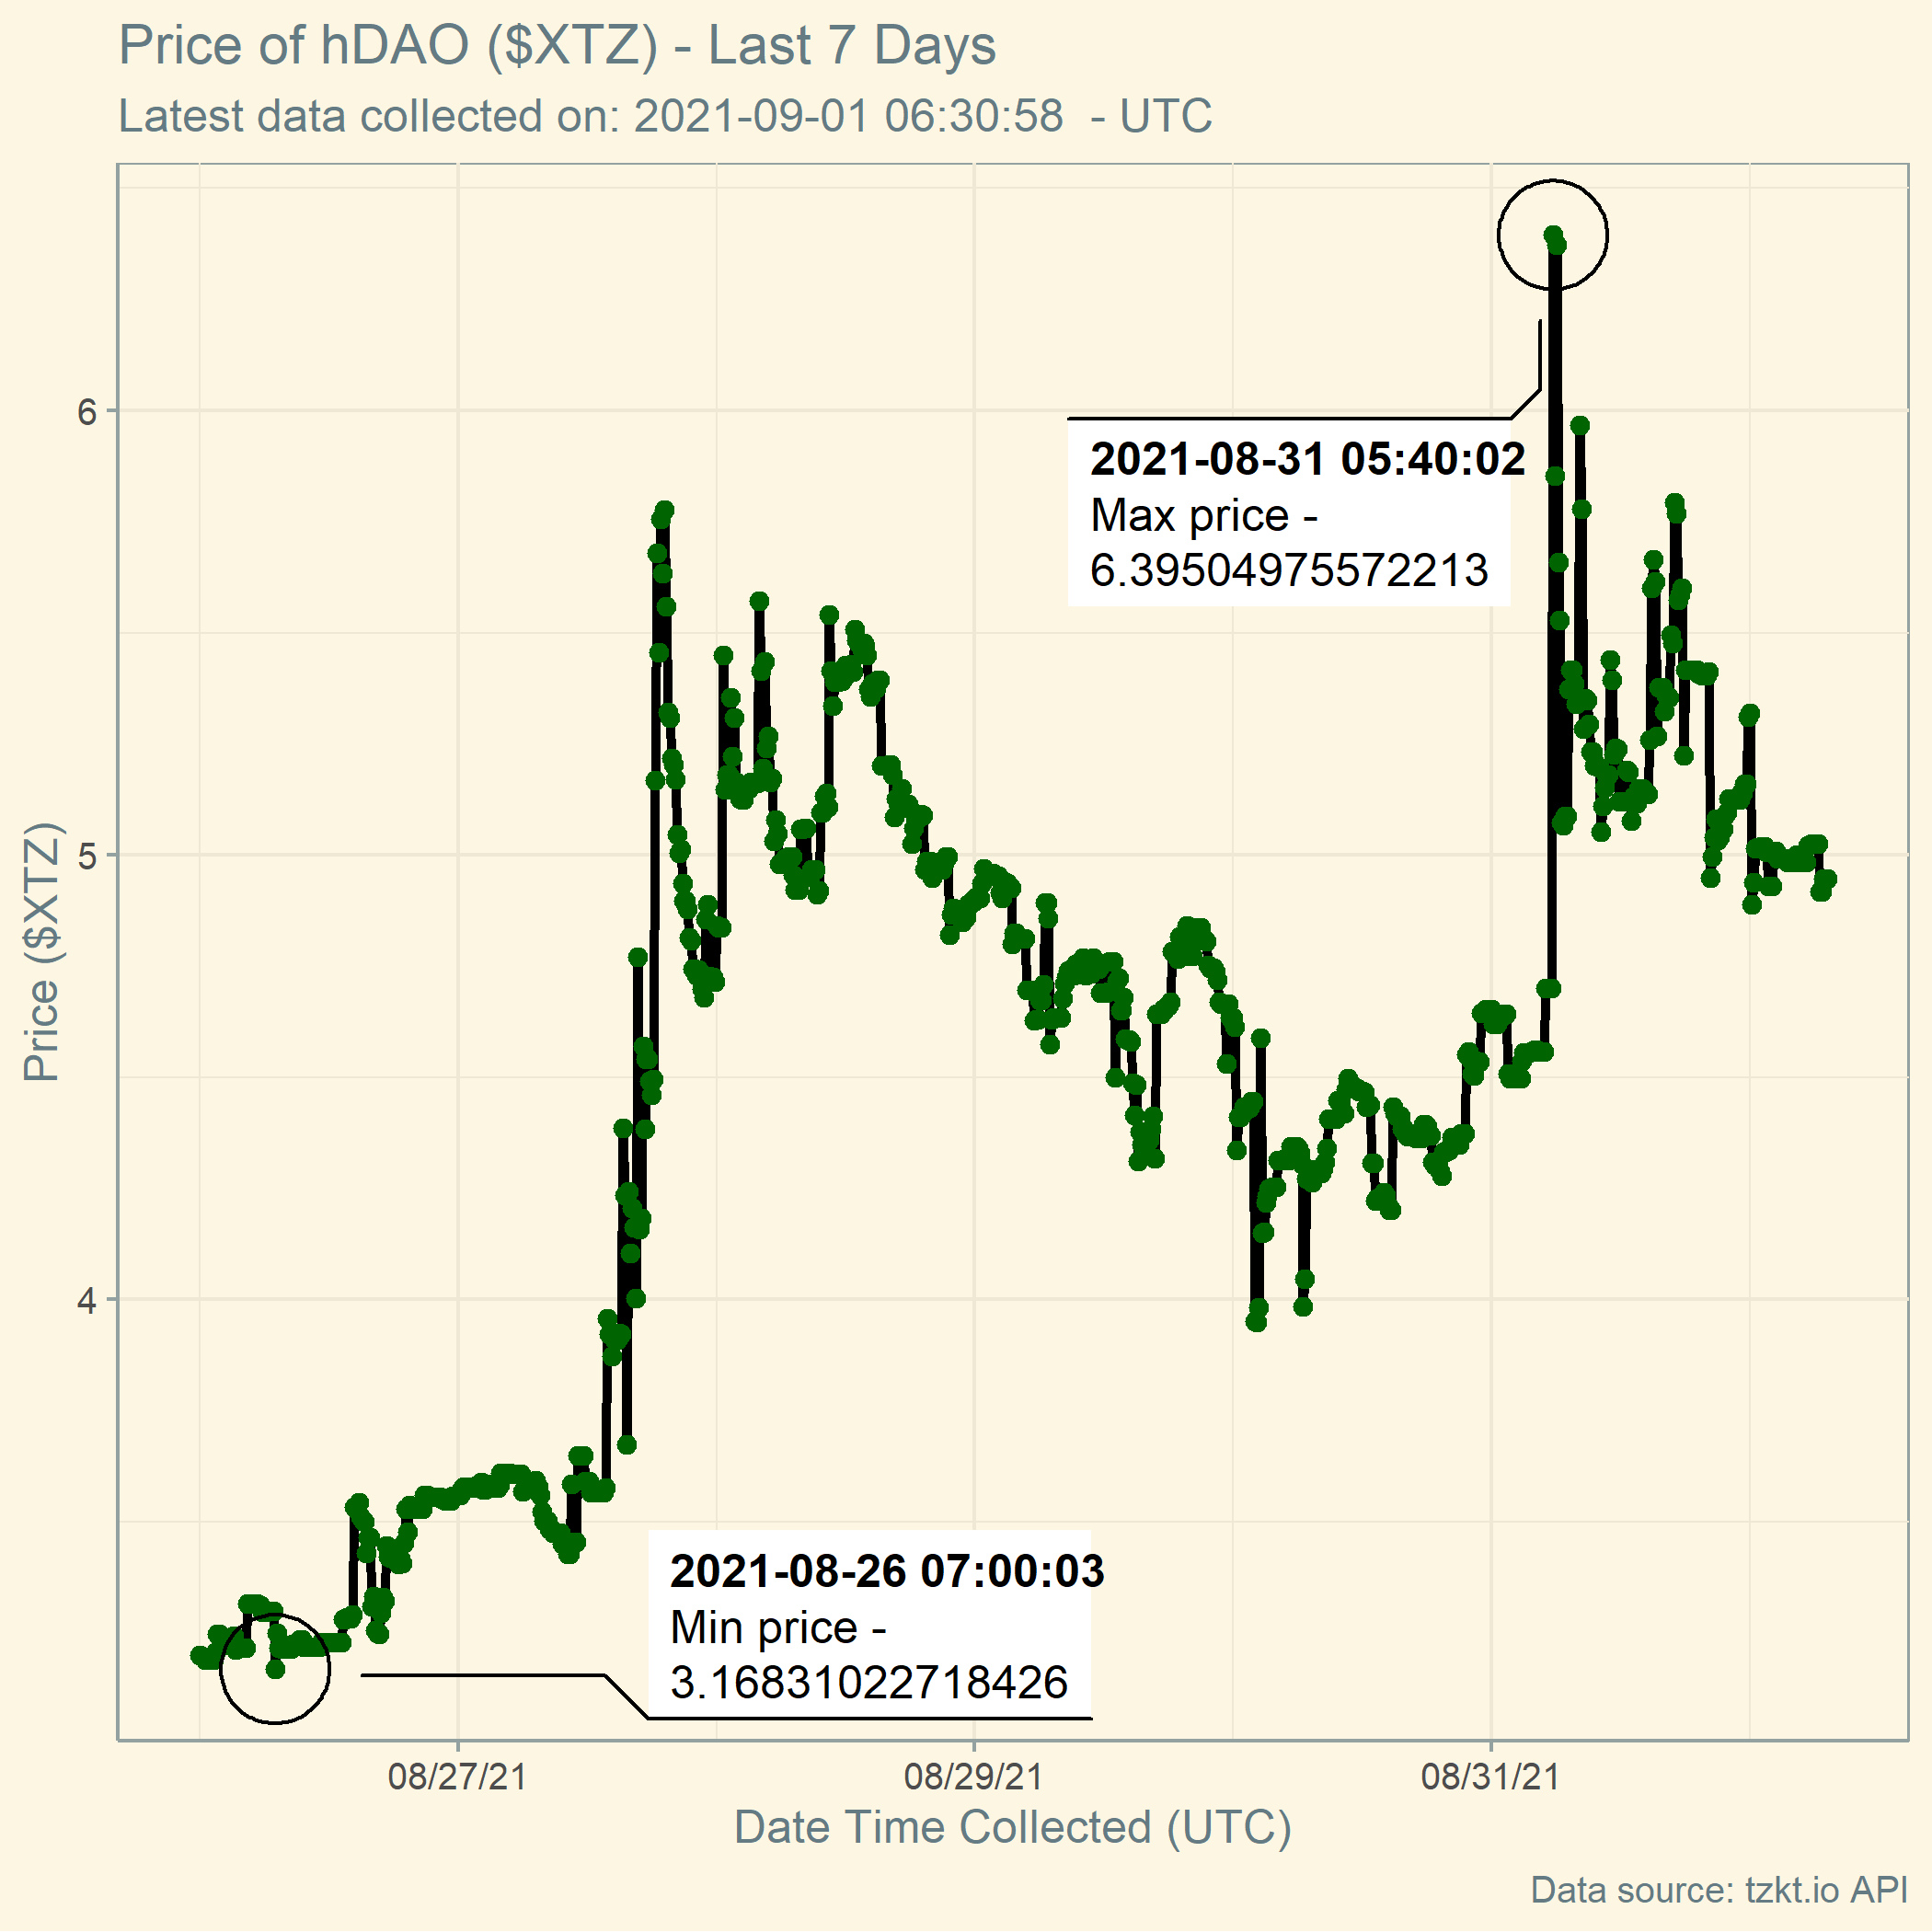 Price of hDAO ($XTZ) - Last 7 Days
Latest data collected on: 2021-09-01 06:30:58  - UTC
Price ($XTZ)
6
5
4
2021-08-31 05:40:02
Max price -
6.39504975572213
2021-08-26 07:00:03
Min price -
3.16831022718426
08/27/21
08/29/21
08/31/21
Date Time Collected (UTC)
Data source: tzkt.io API